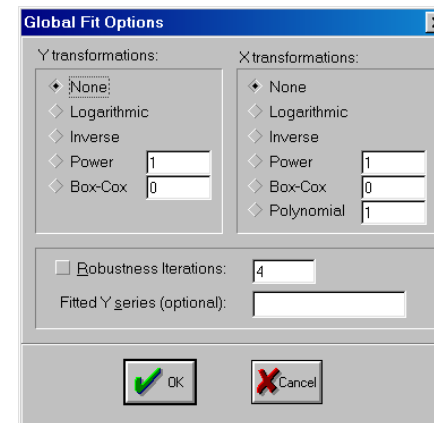 Global Fit Options
Y transformations:
None
Logarithmic
Inverse
Power 1
Box-Cox 0
X transformations:
None
Logarithmic
Inverse
Power 1
Box-Cox 0
Polynomial 1
Robustness Iterations: 4
Fitted Y series (optional):
OK
Cancel